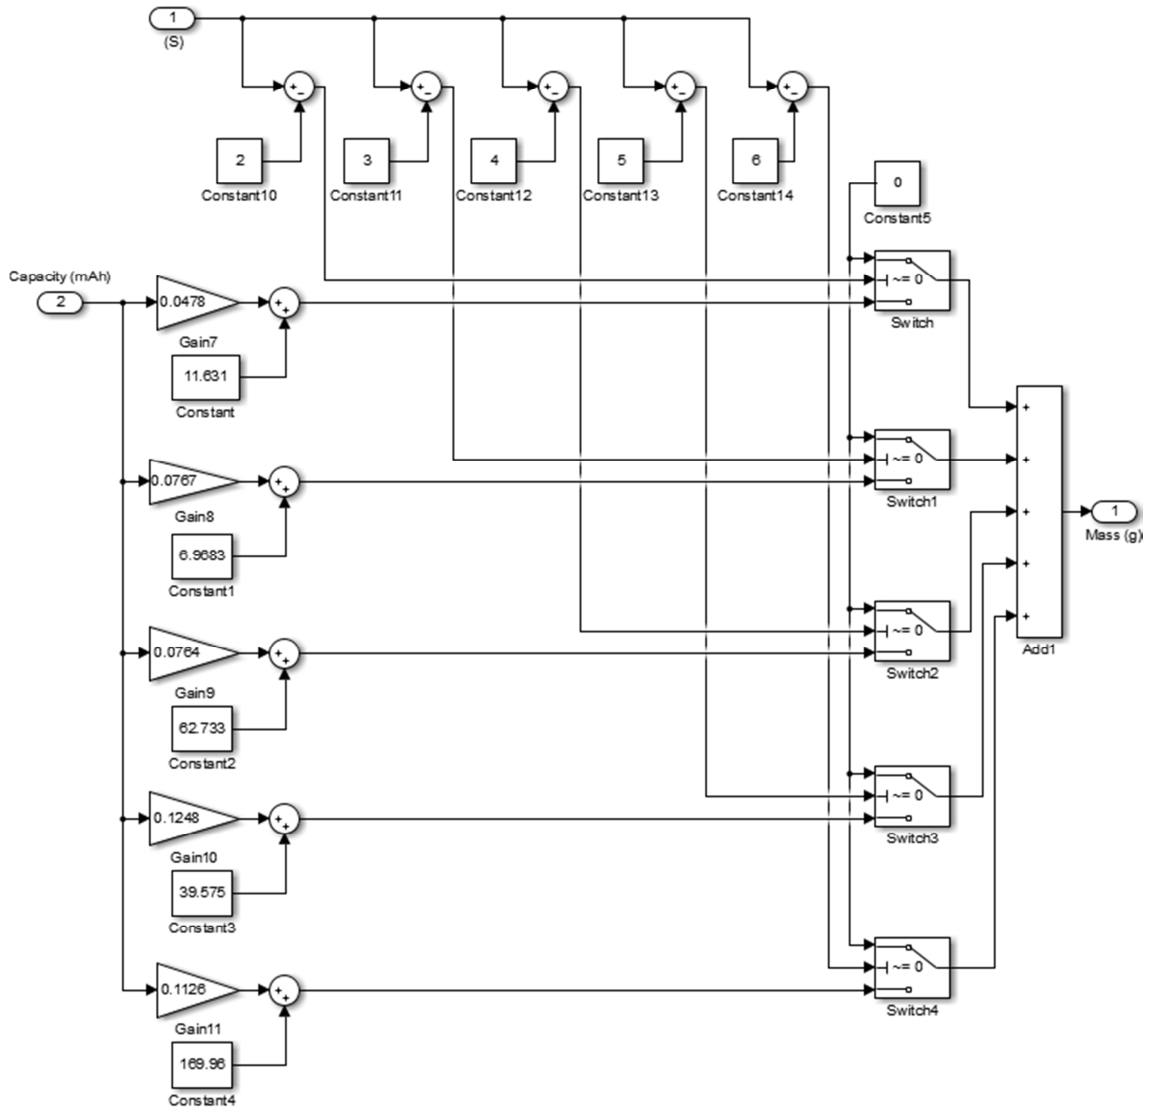 1
(S)
+ -
+ -
+ -
+ -
+ -
2
3
4
5
6
Constant10
Constant11
Constant12
Constant13
Constant14
0
Constant5
Capacity (mAh)
2
0.0478
Gain7
+ +
~= 0
Switch
11.631
Constant
+
0.0767
Gain8
+ +
~= 0
Switch1
+
6.9683
Constant1
+
1
Mass (g)
+
0.0764
Gain9
+ +
~= 0
Switch2
+
Add1
62.733
Constant2
0.1248
Gain10
+ +
~= 0
Switch3
39.575
Constant3
0.1126
Gain11
+ +
~= 0
Switch4
169.96
Constant4